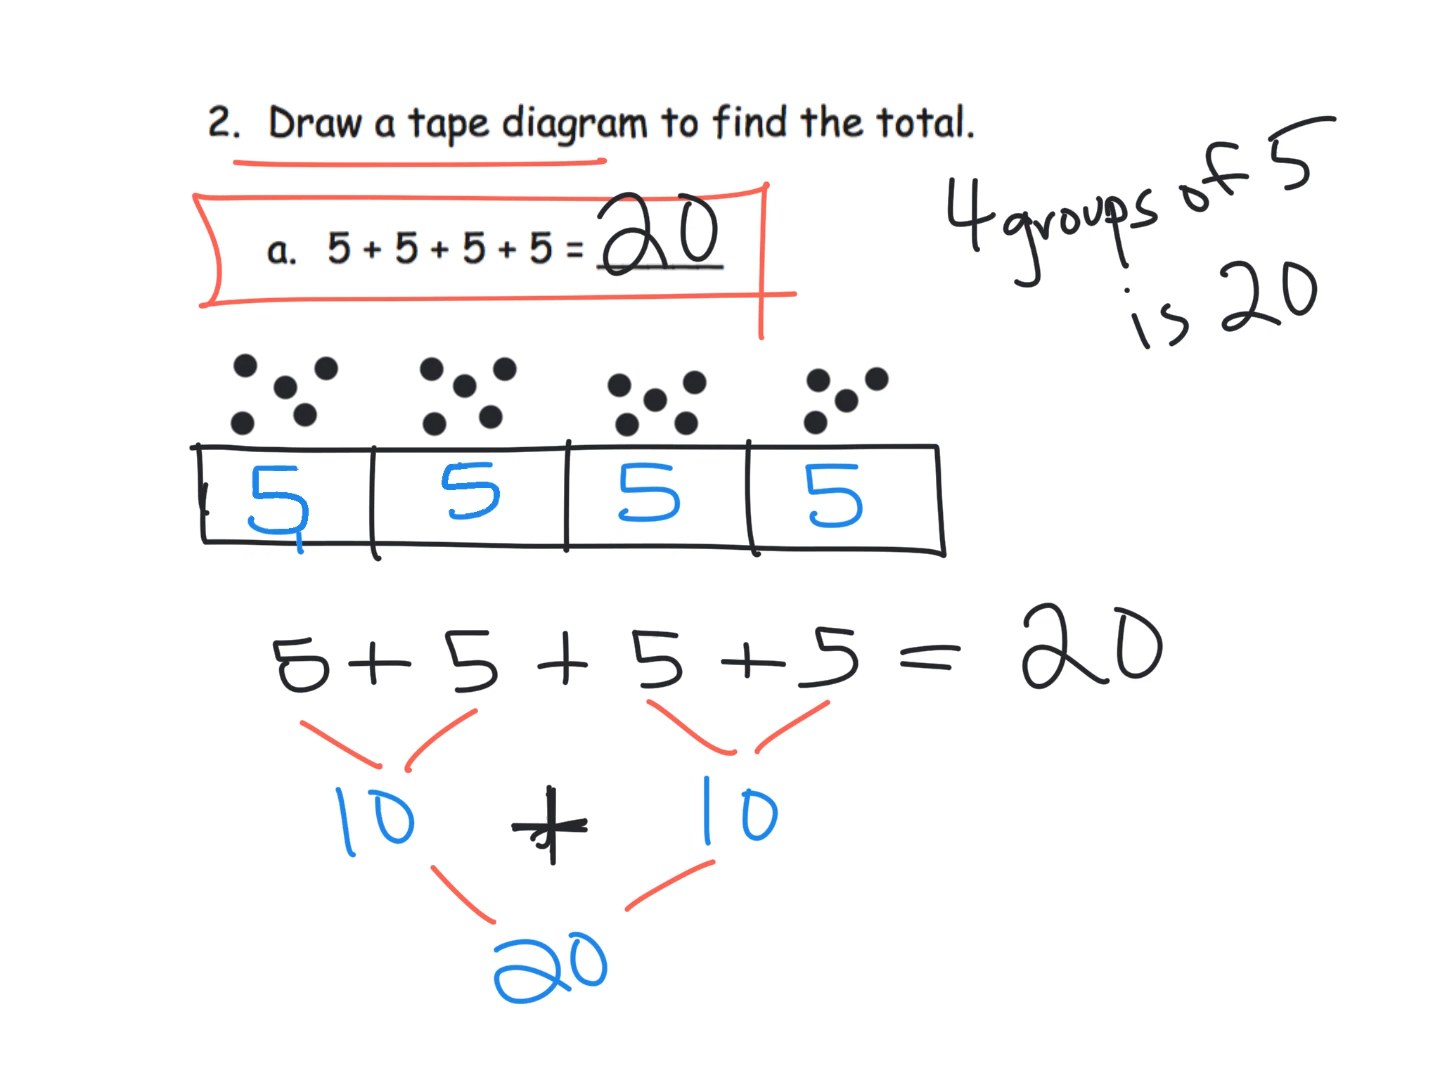 2. Draw a tape diagram to find the total.
a. 5 + 5 + 5 + 5 = 20
4 groups of 5
is 20
5 5 5 5
5 + 5 + 5 + 5 = 20
10 + 10
20